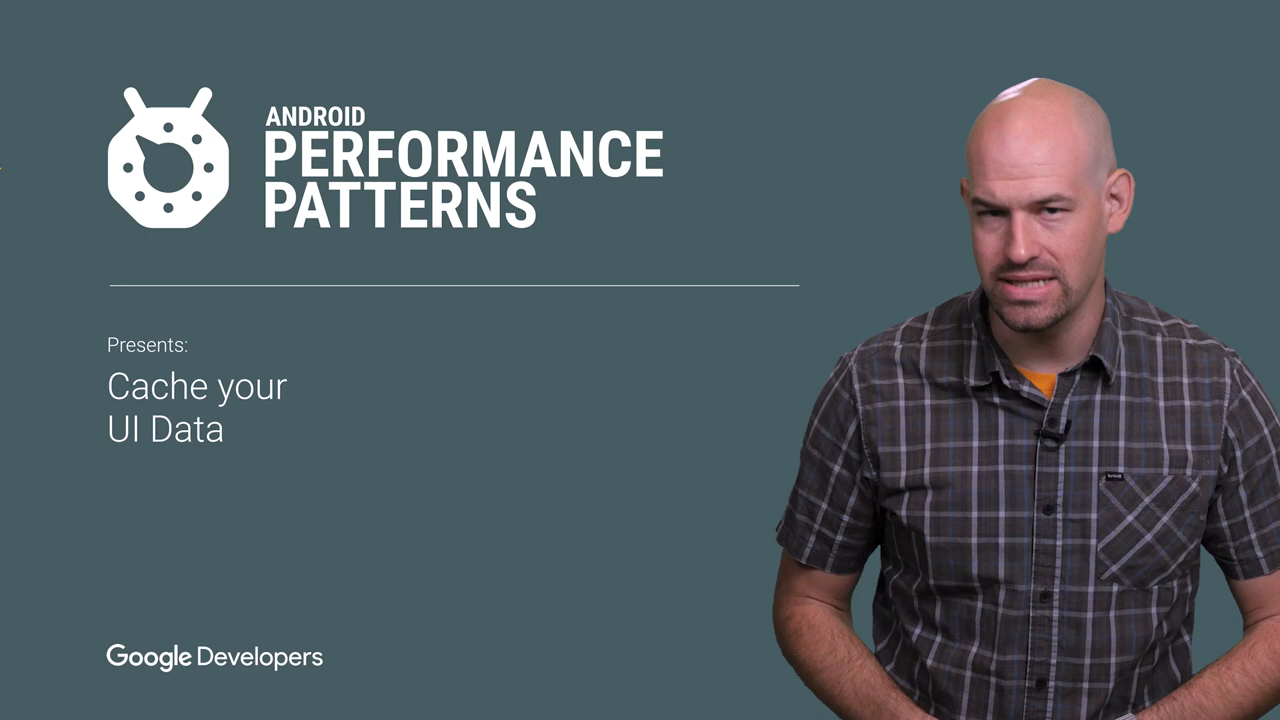 ANDROID
PERFORMANCE
PATTERNS
Presents:
Cache your
UI Data
Google Developers